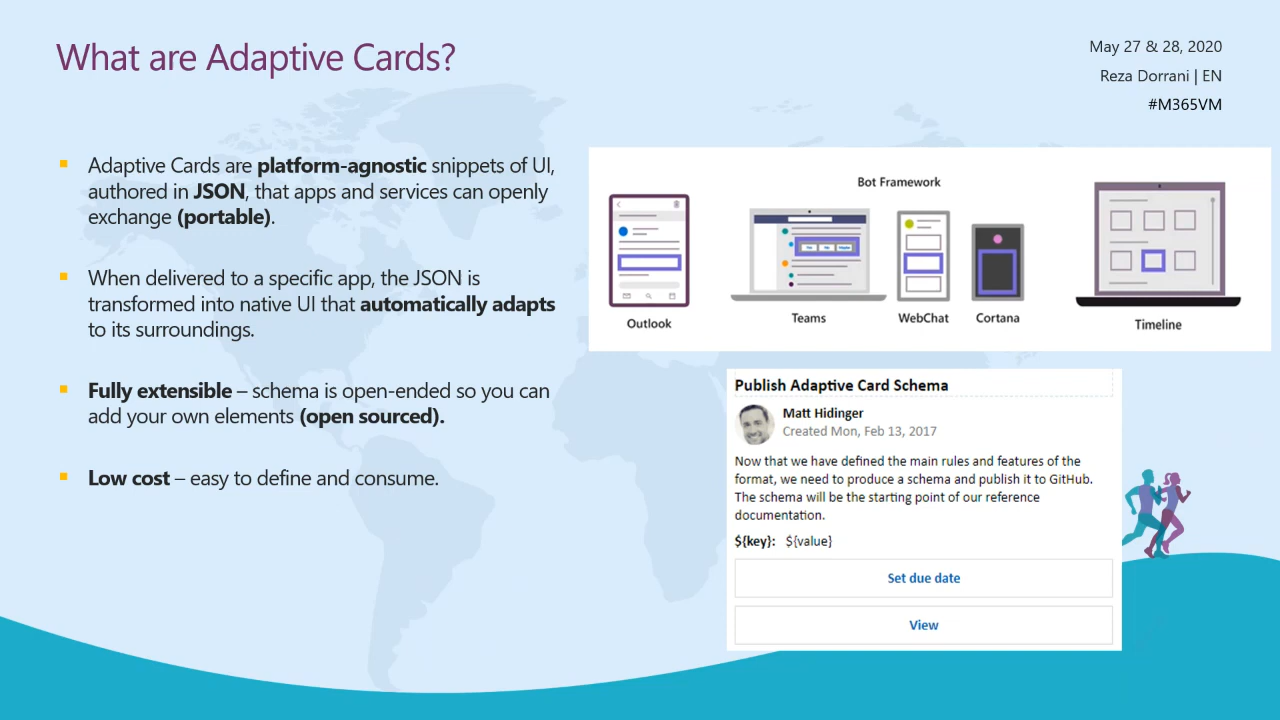 What are Adaptive Cards?
May 27 & 28, 2020
Reza Dorrani | EN
#M365VM
Adaptive Cards are platform-agnostic snippets of UI,
authored in JSON, that apps and services can openly
exchange (portable).
When delivered to a specific app, the JSON is
transformed into native UI that automatically adapts
to its surroundings.
Fully extensible – schema is open-ended so you can
add your own elements (open sourced).
Low cost – easy to define and consume.
Bot Framework
Outlook
Teams
WebChat
Cortana
Timeline
Publish Adaptive Card Schema
Matt Hidinger
Created Mon, Feb 13, 2017
Now that we have defined the main rules and features of the
format, we need to produce a schema and publish it to GitHub.
The schema will be the starting point of our reference
documentation.
${key}: ${value}
Set due date
View